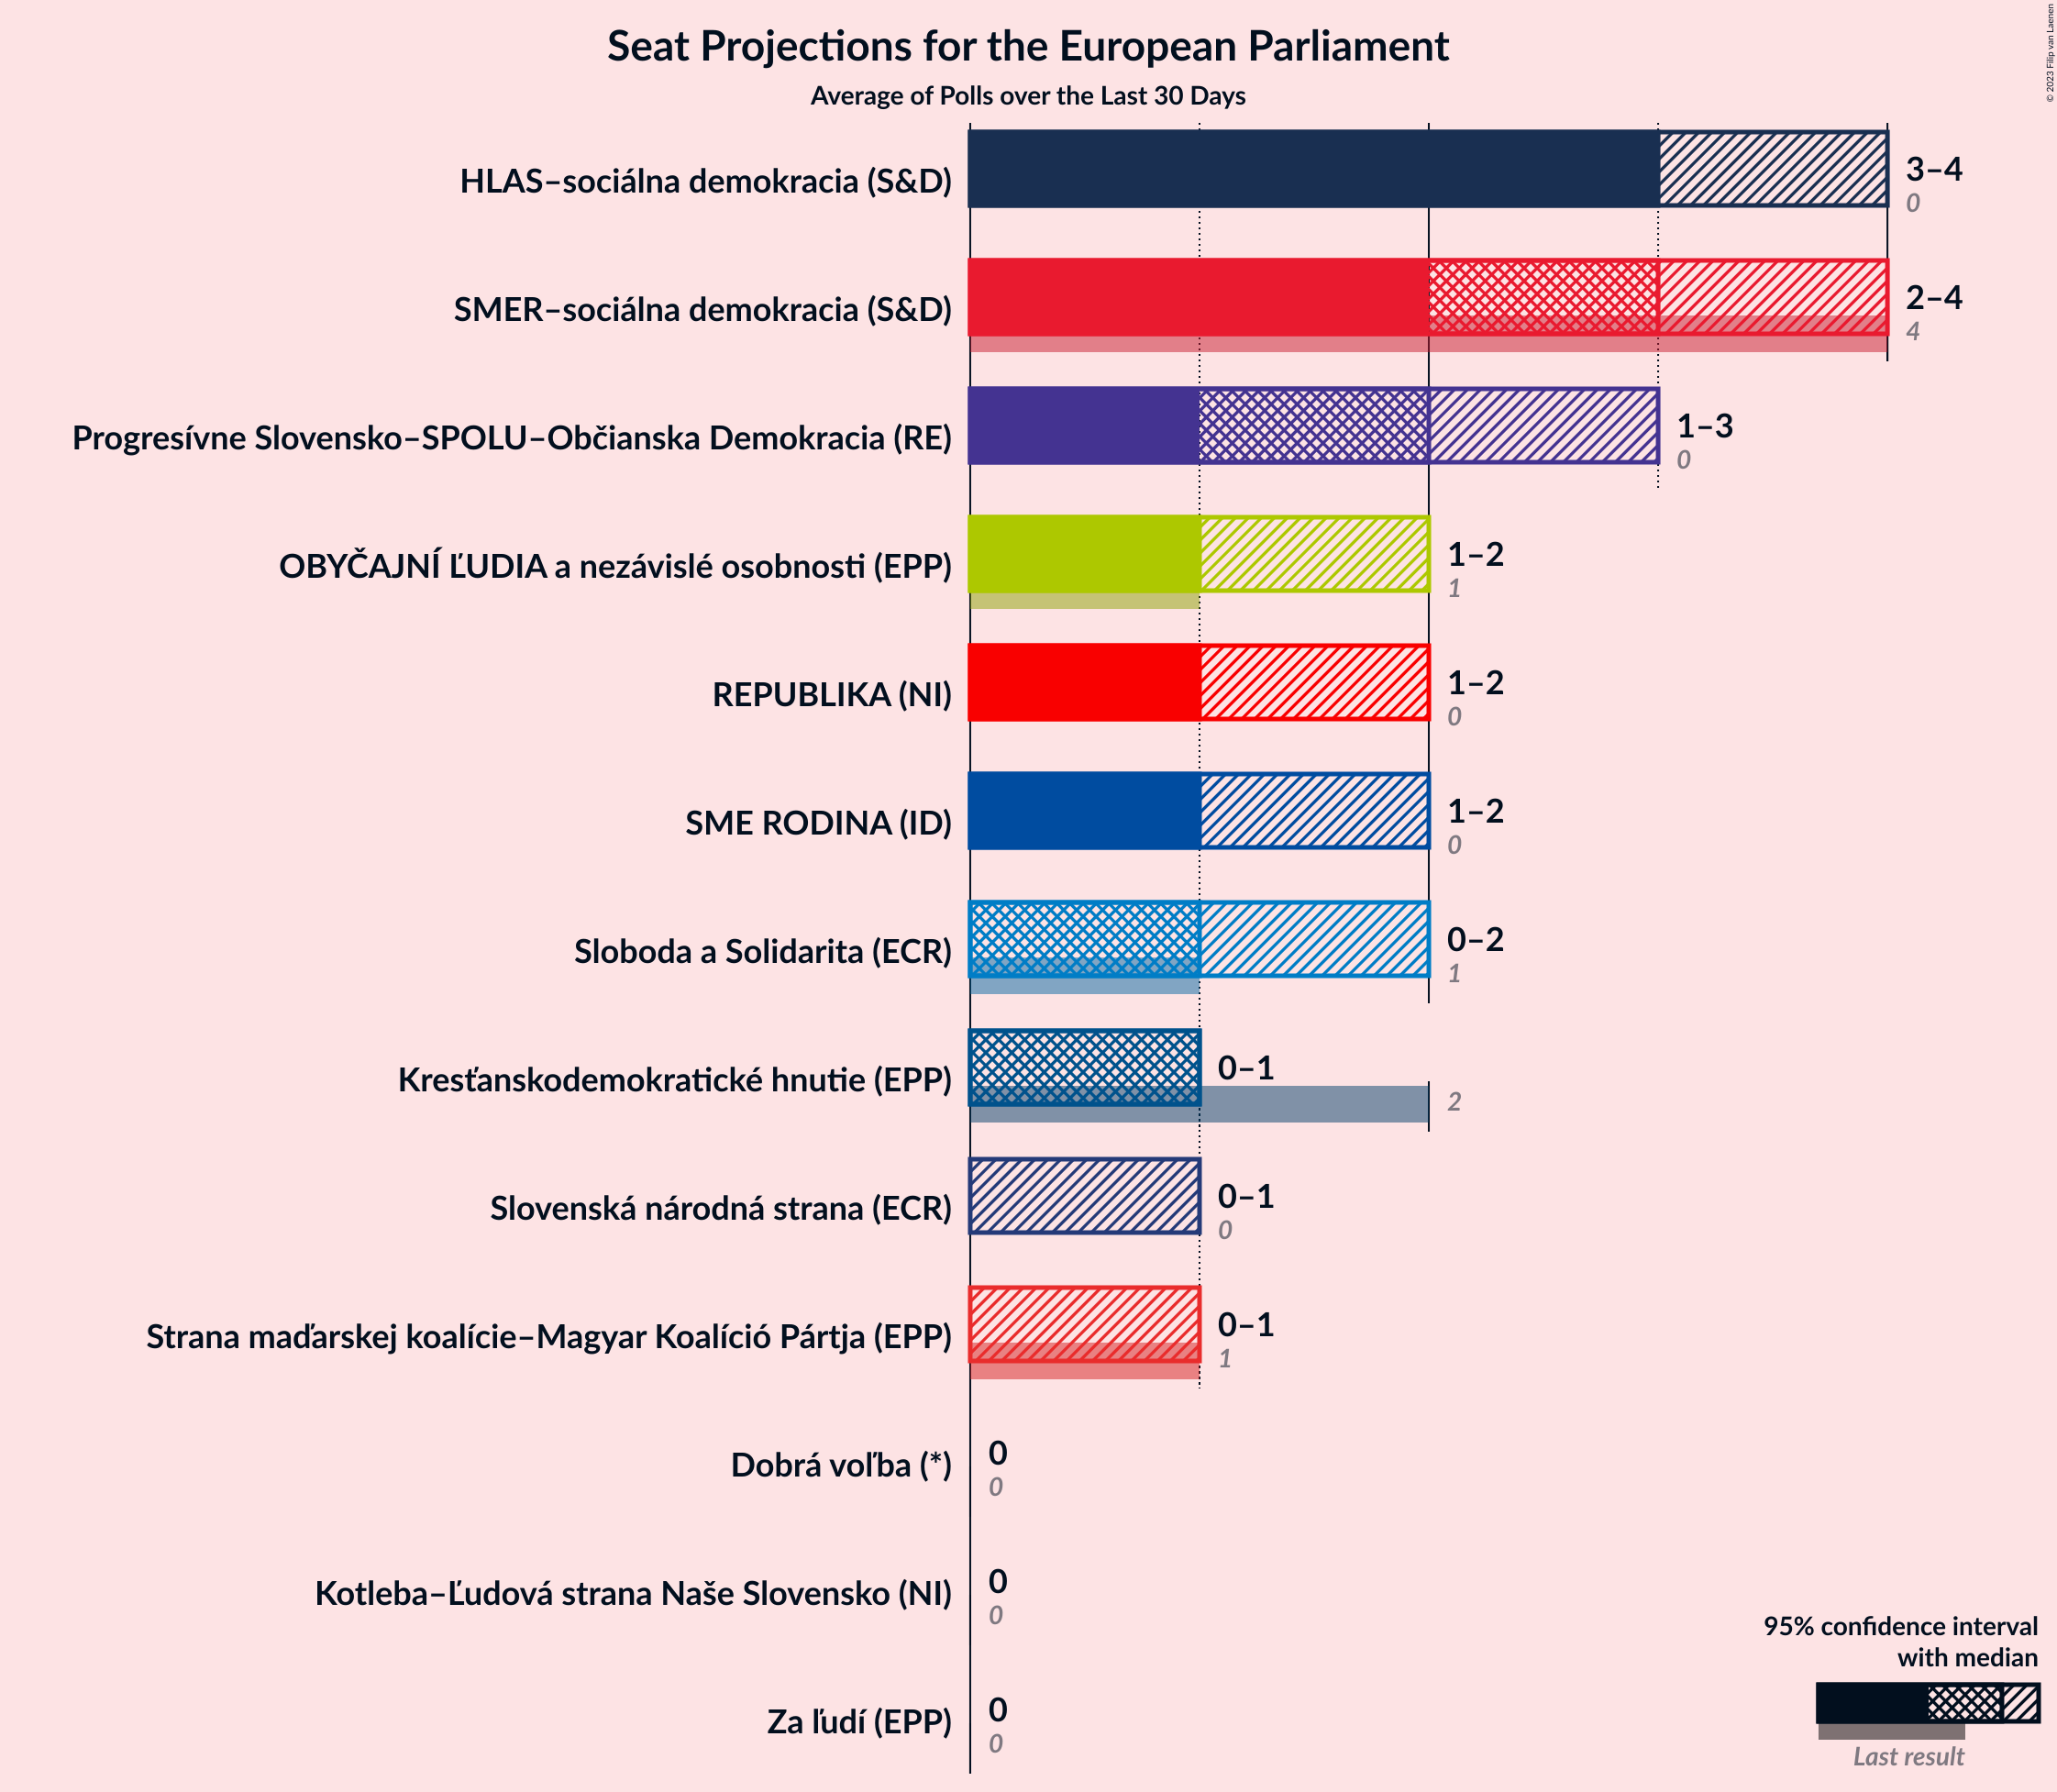 Seat Projections for the European Parliament
Average of Polls over the Last 30 Days
© 2023 Filip van Laenen
HLAS–sociálna demokracia (S&D)
3–4
0
SMER–sociálna demokracia (S&D)
2–4
4
Progresívne Slovensko–SPOLU–Občianska Demokracia (RE)
1–3
0
OBYČAJNÍ ĽUDIA a nezávislé osobnosti (EPP)
1–2
1
REPUBLIKA (NI)
1–2
0
SME RODINA (ID)
1–2
0
Sloboda a Solidarita (ECR)
0–2
1
Kresťanskodemokratické hnutie (EPP)
0–1
2
Slovenská národná strana (ECR)
0–1
0
Strana maďarskej koalície–Magyar Koalíció Pártja (EPP)
0–1
1
Dobrá voľba (*)
0
0
Kotleba–Ľudová strana Naše Slovensko (NI)
0
0
Za ľudí (EPP)
0
0
95% confidence interval
with median
Last result